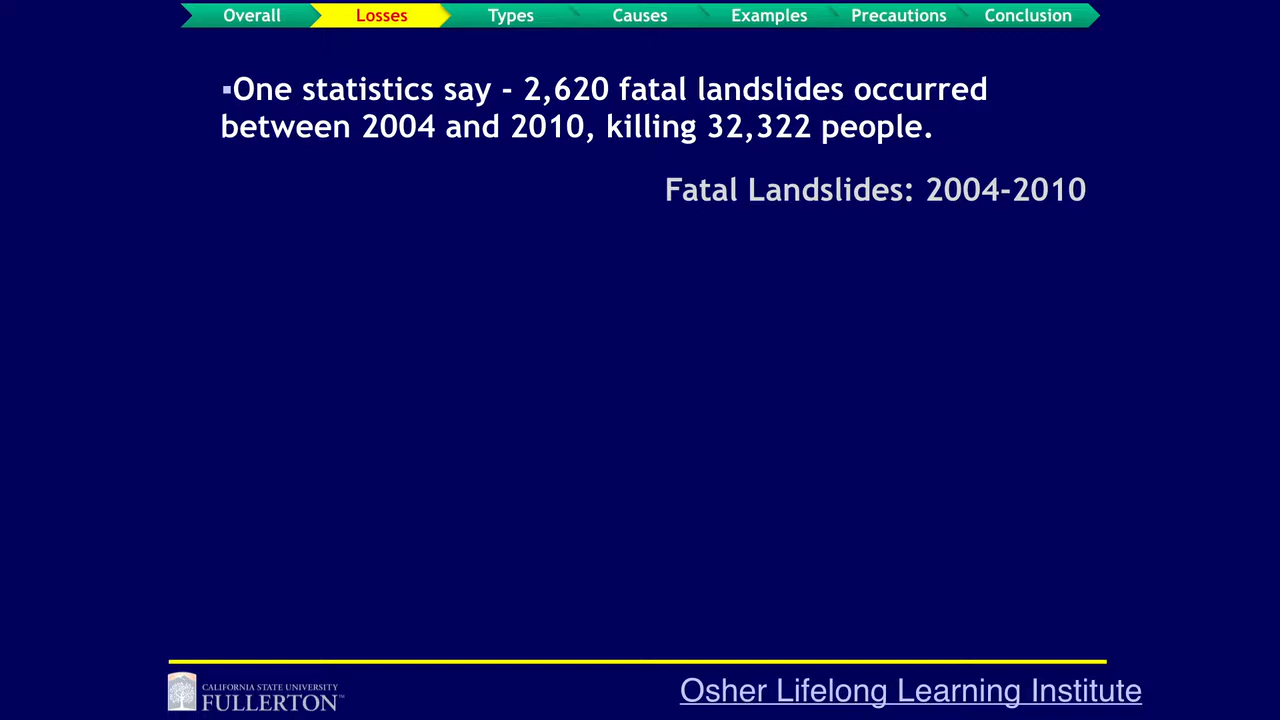 Overall Losses Types Causes Examples Precautions Conclusion
▪One statistics say - 2,620 fatal landslides occurred
between 2004 and 2010, killing 32,322 people.
Fatal Landslides: 2004-2010
CALIFORNIA STATE UNIVERSITY
FULLERTON™
Osher Lifelong Learning Institute